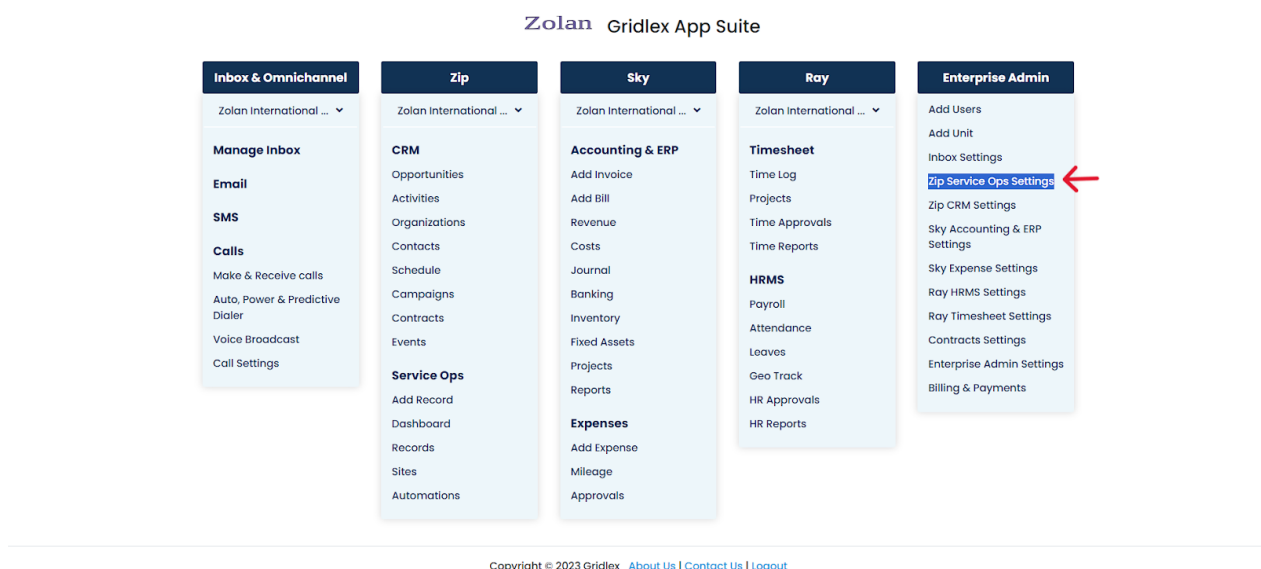 Zolan Gridlex App Suite
Inbox & Omnichannel
Zolan International ...
Manage Inbox
Email
SMS
Calls
Make & Receive calls
Auto, Power & Predictive
Dialer
Voice Broadcast
Call Settings
Zip
Zolan International ...
CRM
Opportunities
Activities
Organizations
Contacts
Schedule
Campaigns
Contracts
Events
Service Ops
Add Record
Dashboard
Records
Sites
Automations
Sky
Zolan International ...
Accounting & ERP
Add Invoice
Add Bill
Revenue
Costs
Journal
Banking
Inventory
Fixed Assets
Projects
Reports
Expenses
Add Expense
Mileage
Approvals
Ray
Zolan International ...
Timesheet
Time Log
Projects
Time Approvals
Time Reports
HRMS
Payroll
Attendance
Leaves
Geo Track
HR Approvals
HR Reports
Enterprise Admin
Add Users
Add Unit
Inbox Settings
Zip Service Ops Settings
Zip CRM Settings
Sky Accounting & ERP
Settings
Sky Expense Settings
Ray HRMS Settings
Ray Timesheet Settings
Contracts Settings
Enterprise Admin Settings
Billing & Payments
Copyright © 2023 Gridlex About Us | Contact Us | Logout